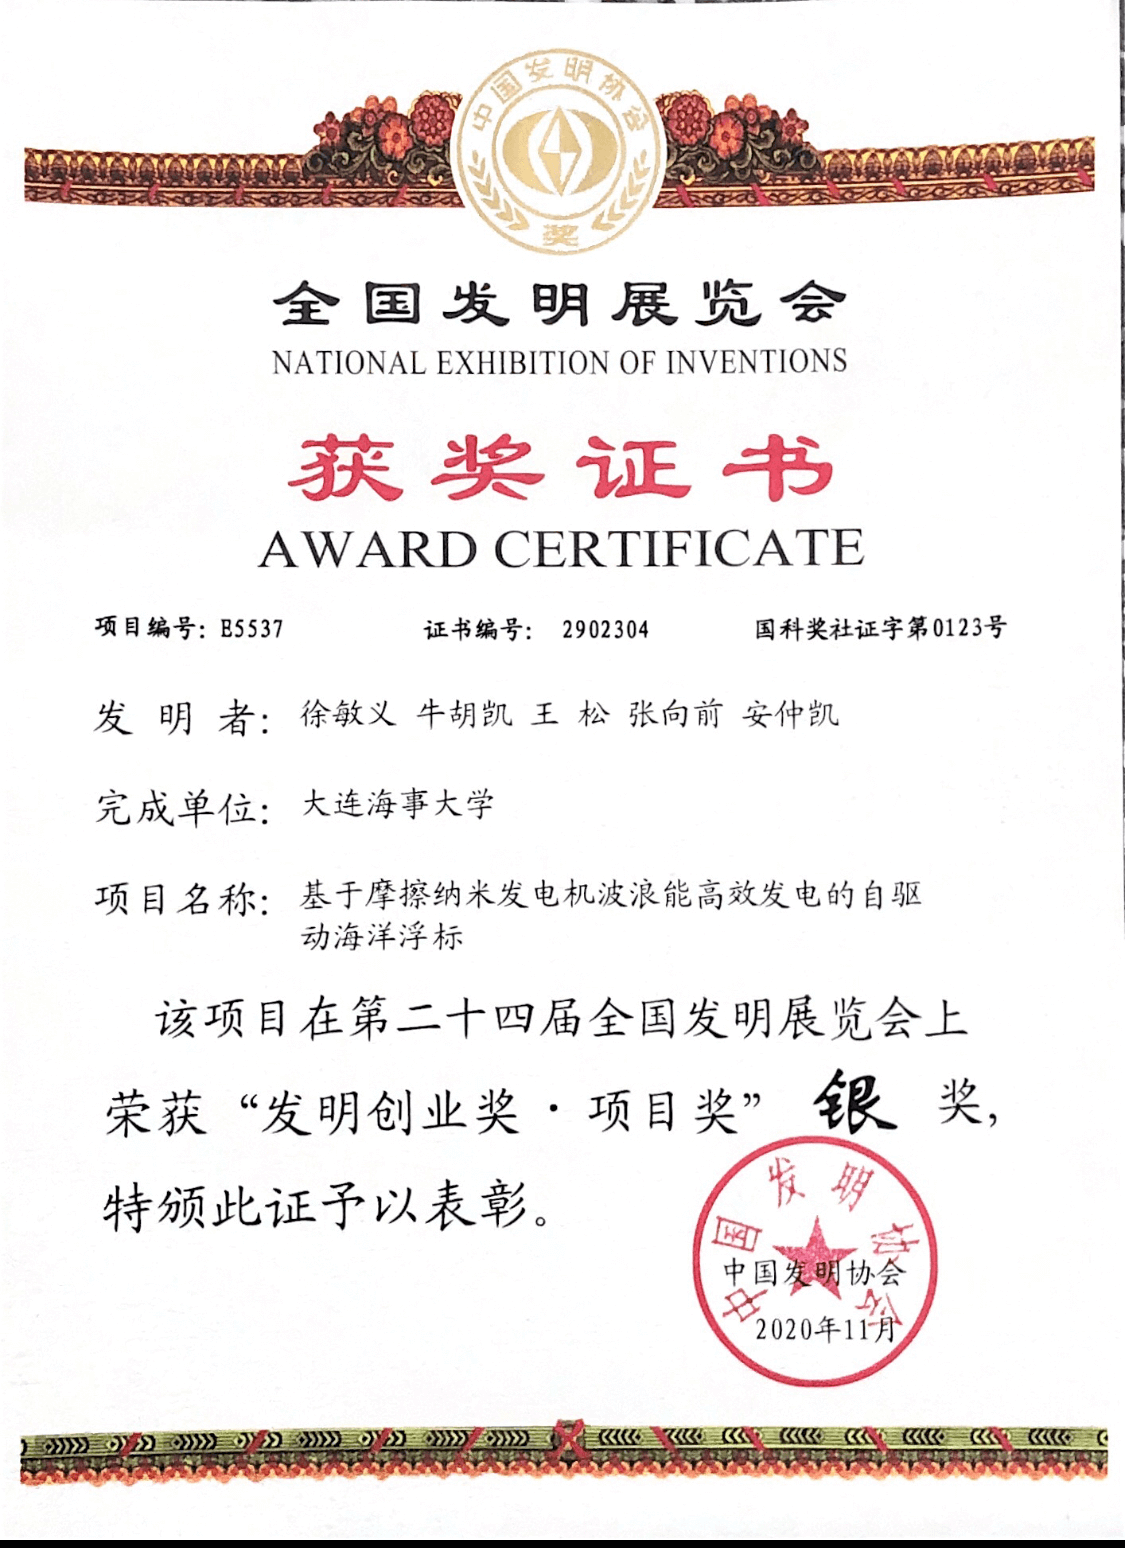 中国发明协会
奖
全国发明展览会
NATIONAL EXHIBITION OF INVENTIONS
获奖证书
AWARD CERTIFICATE
项目编号：E5537 证书编号： 2902304 国科奖社证字第0123号
发 明 者： 徐敏义 牛胡凯 王 松 张向前 安仲凯
完成单位： 大连海事大学
项目名称： 基于摩擦纳米发电机波浪能高效发电的自驱
动海洋浮标
该项目在第二十四届全国发明展览会上
荣获“发明创业奖·项目奖” 银 奖，
特颁此证予以表彰。
中国发明协会
中国发明协会
2020年11月